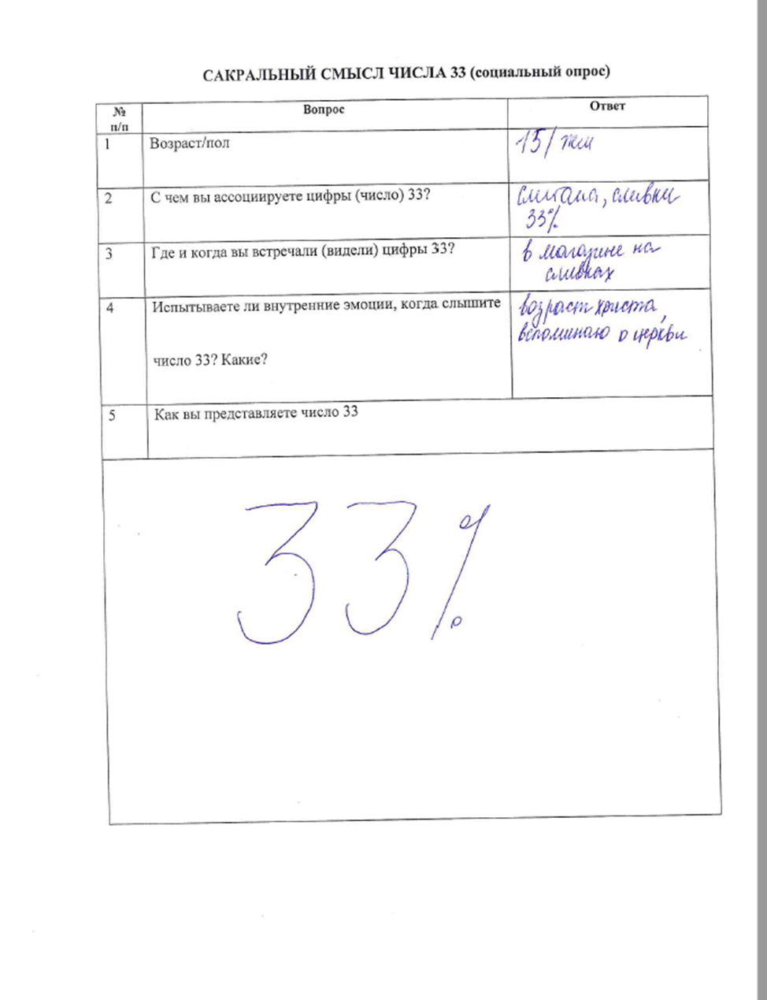 САКРАЛЬНЫЙ СМЫСЛ ЧИСЛА 33 (социальный опрос)
№ п/п
Вопрос
Ответ
1
Возраст/пол
15/ жен
2
С чем вы ассоциируете цифры (число) 33?
сметана, сливки
33%
3
Где и когда вы встречали (видели) цифры 33?
в магазине на
сливках
4
Испытываете ли внутренние эмоции, когда слышите
число 33? Какие?
возраст христа,
вспоминаю о церкви
5
Как вы представляете число 33
33%